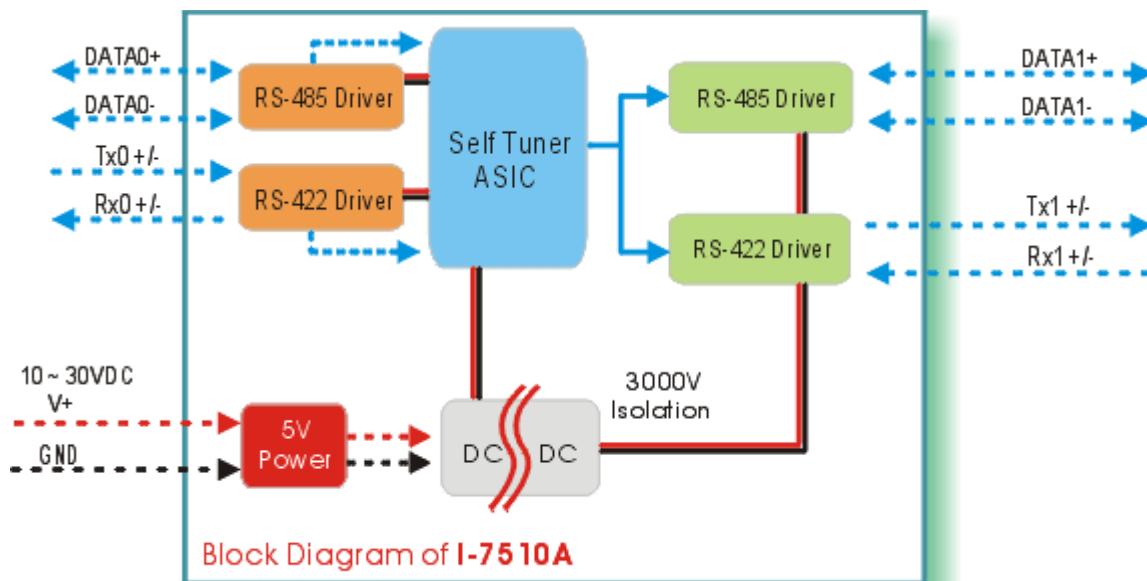 DATA0+
DATA0-
Tx0 +/-
Rx0 +/-
RS-485 Driver
RS-422 Driver
Self Tuner
ASIC
RS-485 Driver
RS-422 Driver
DATA1+
DATA1-
Tx1 +/-
Rx1 +/-
10 ~ 30VDC
V+
GND
5V
Power
DC
DC
3000V
Isolation
Block Diagram of I-7510A